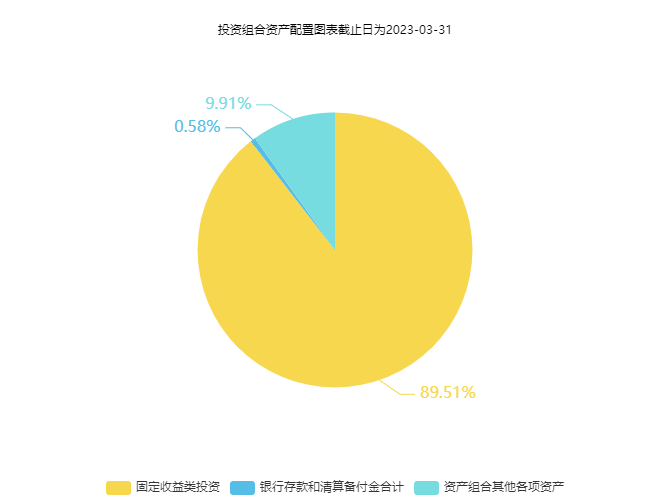 投资组合资产配置图表截止日为2023-03-31
9.91%
0.58%
89.51%
固定收益类投资
银行存款和清算备付金合计
资产组合其他各项资产